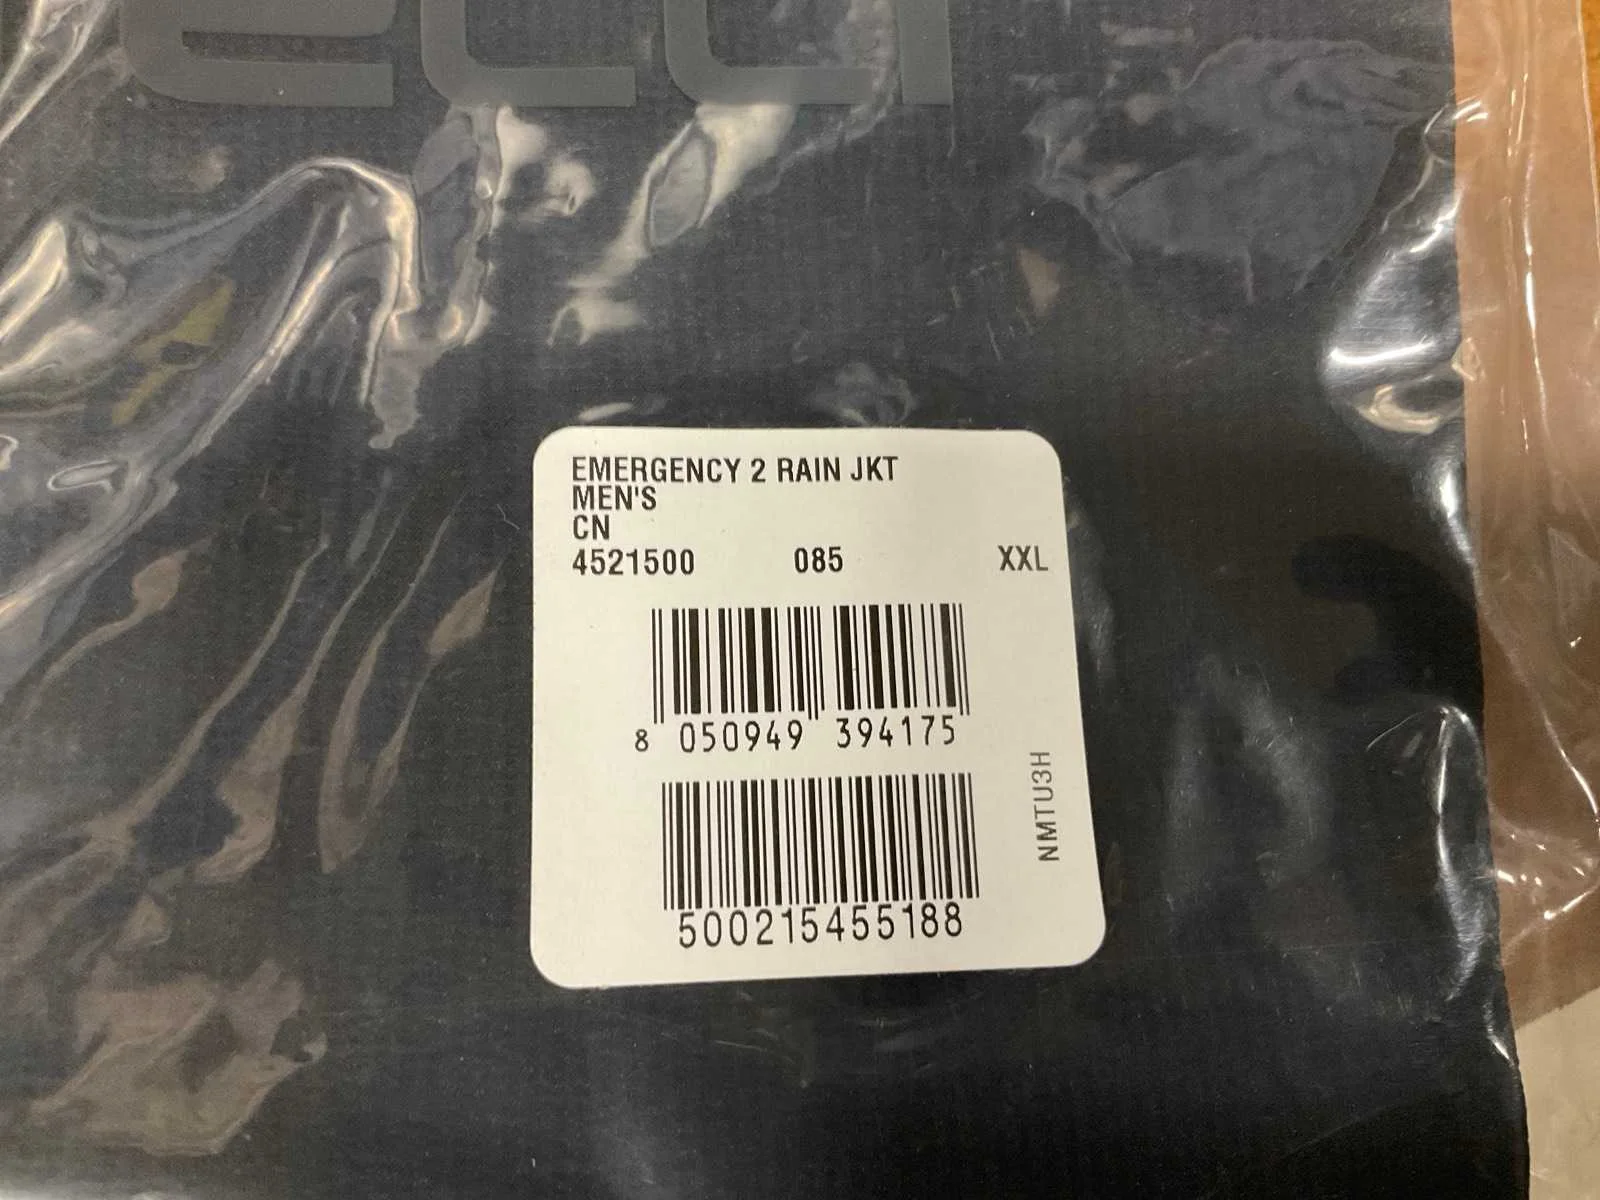 EMERGENCY 2 RAIN JKT
MEN'S
CN
4521500 085 XXL
8 050949 394175
NMTU3H
500215455188